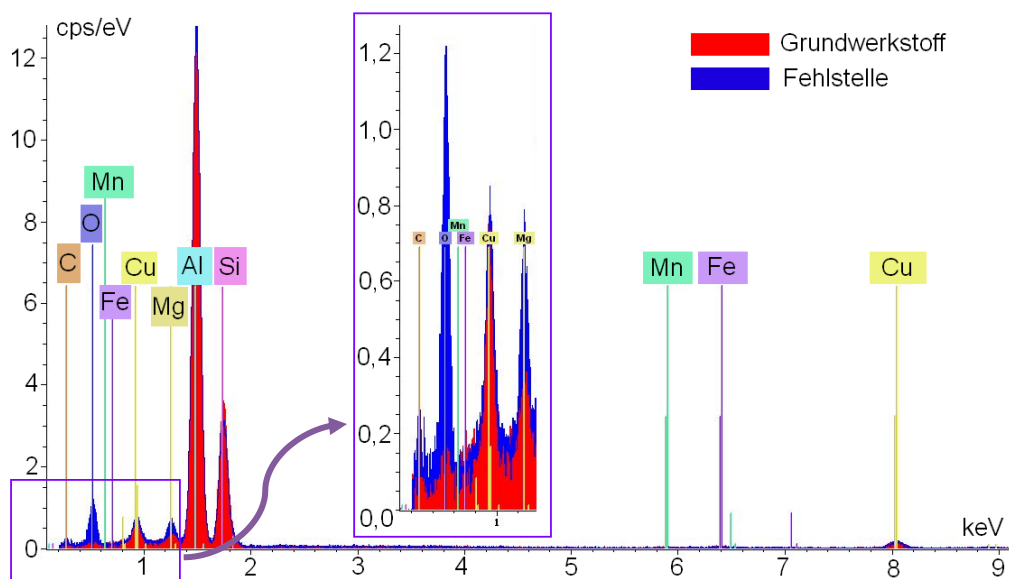 cps/eV
12
10
8
6
4
2
0
C
O
Mn
Fe
Cu
Mg
Al
Si
1
2
3
4
5
6
7
8
9
keV
Mn
Fe
Cu
1,2
1,0
0,8
0,6
0,4
0,2
0,0
C
O
Mn
Fe
Cu
Mg
1
Grundwerkstoff
Fehlstelle